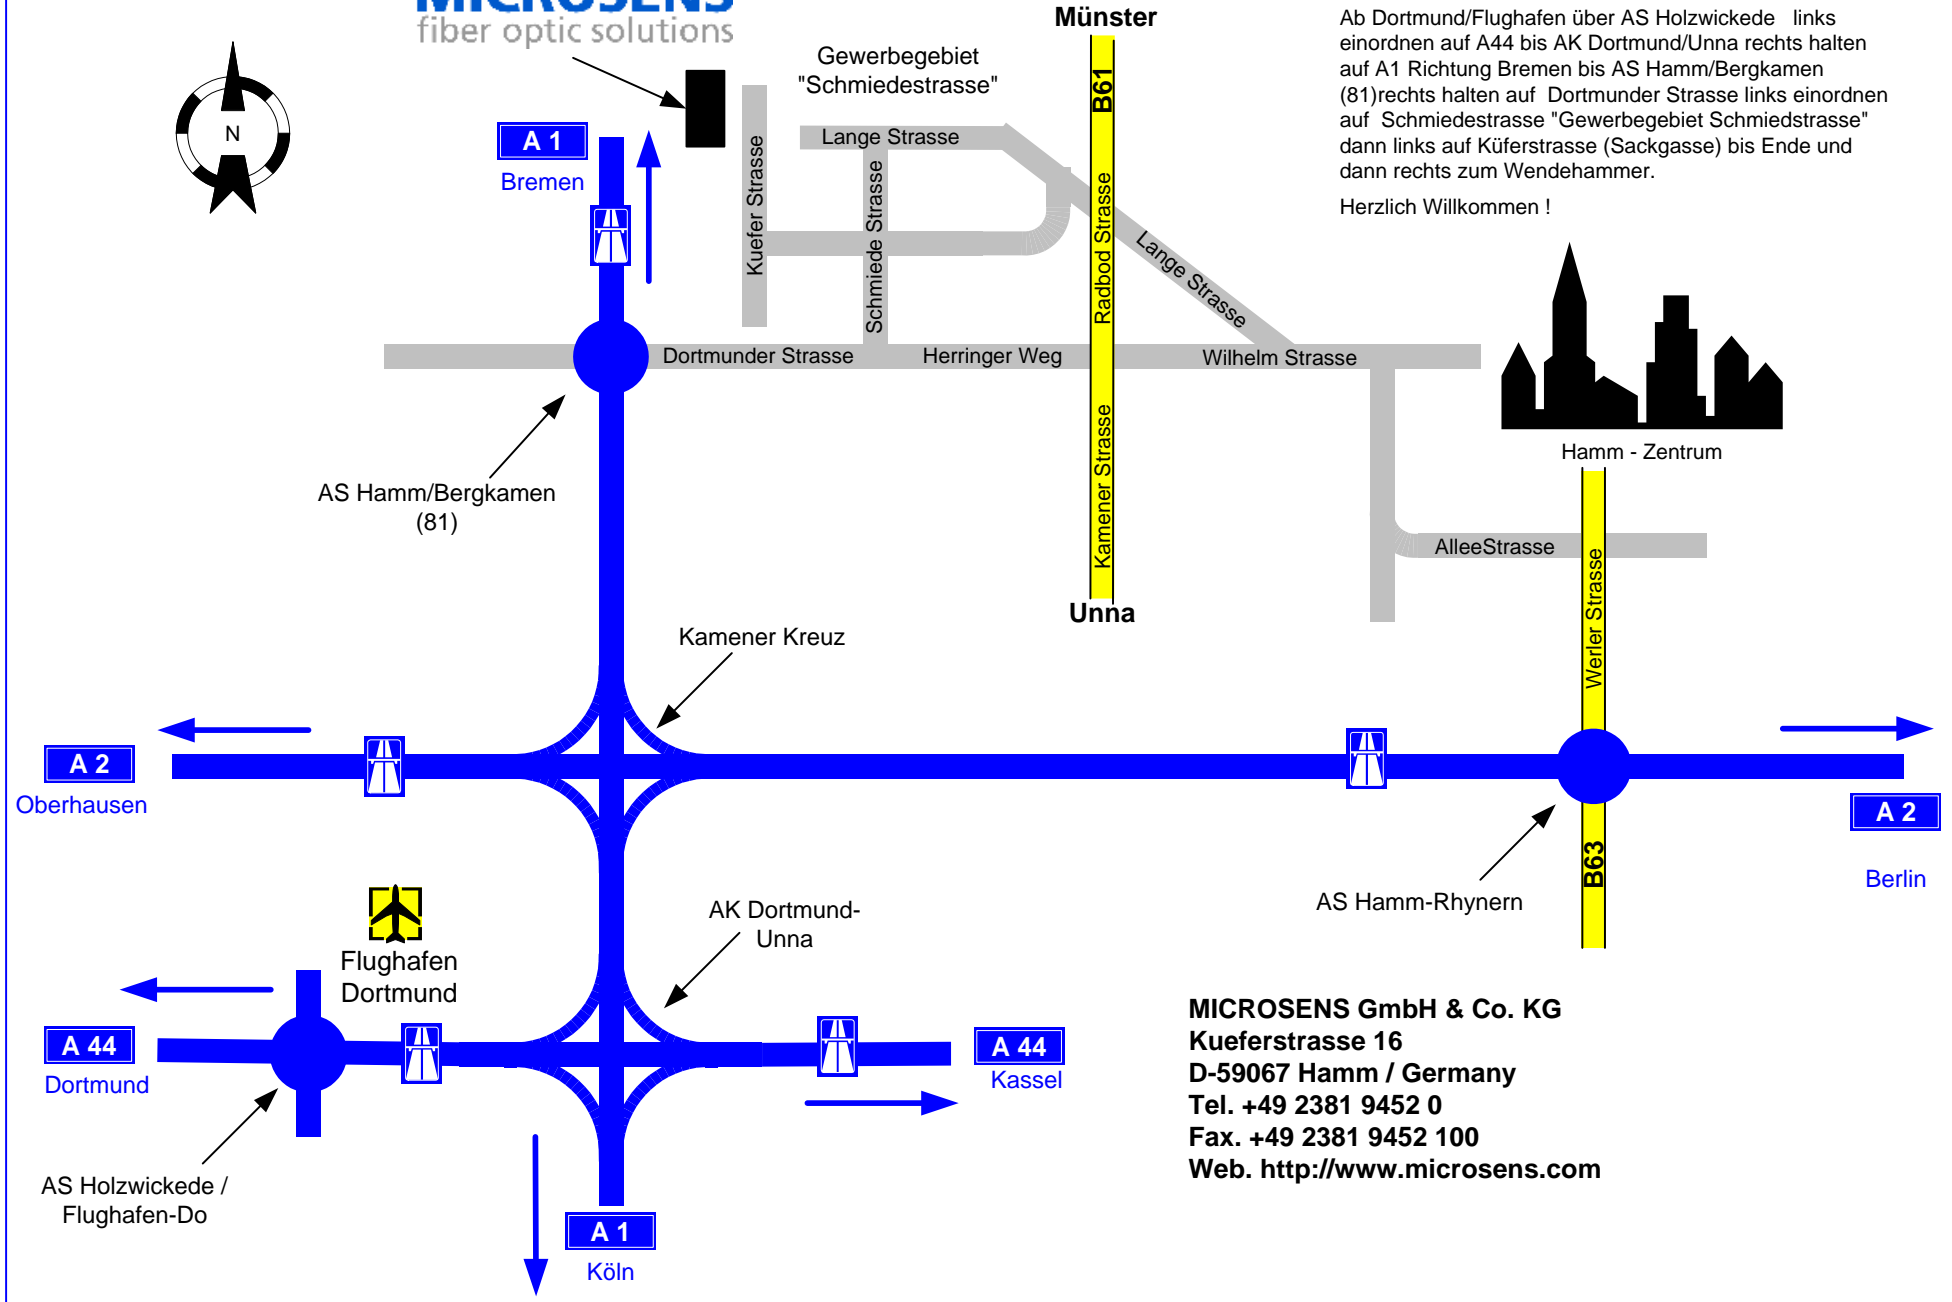 MICROSENS
fiber optic solutions
Münster
Ab Dortmund/Flughafen über AS Holzwickede links
einordnen auf A44 bis AK Dortmund/Unna rechts halten
auf A1 Richtung Bremen bis AS Hamm/Bergkamen
(81)rechts halten auf Dortmunder Strasse links einordnen
auf Schmiedestrasse "Gewerbegebiet Schmiedstrasse"
dann links auf Küferstrasse (Sackgasse) bis Ende und
dann rechts zum Wendehammer.
Herzlich Willkommen !
Gewerbegebiet
"Schmiedestrasse"
B61
N
A 1
Bremen
Lange Strasse
Kuefer Strasse
Schmiede Strasse
Radbod Strasse
Lange Strasse
Dortmunder Strasse
Herringer Weg
Wilhelm Strasse
Kamener Strasse
Hamm - Zentrum
AS Hamm/Bergkamen
(81)
AlleeStrasse
Unna
Werler Strasse
Kamener Kreuz
A 2
Oberhausen
A 2
Berlin
B63
AS Hamm-Rhynern
AK Dortmund-
Unna
Flughafen
Dortmund
A 44
Dortmund
A 44
Kassel
AS Holzwickede /
Flughafen-Do
A 1
Köln
MICROSENS GmbH & Co. KG
Kueferstrasse 16
D-59067 Hamm / Germany
Tel. +49 2381 9452 0
Fax. +49 2381 9452 100
Web. http://www.microsens.com